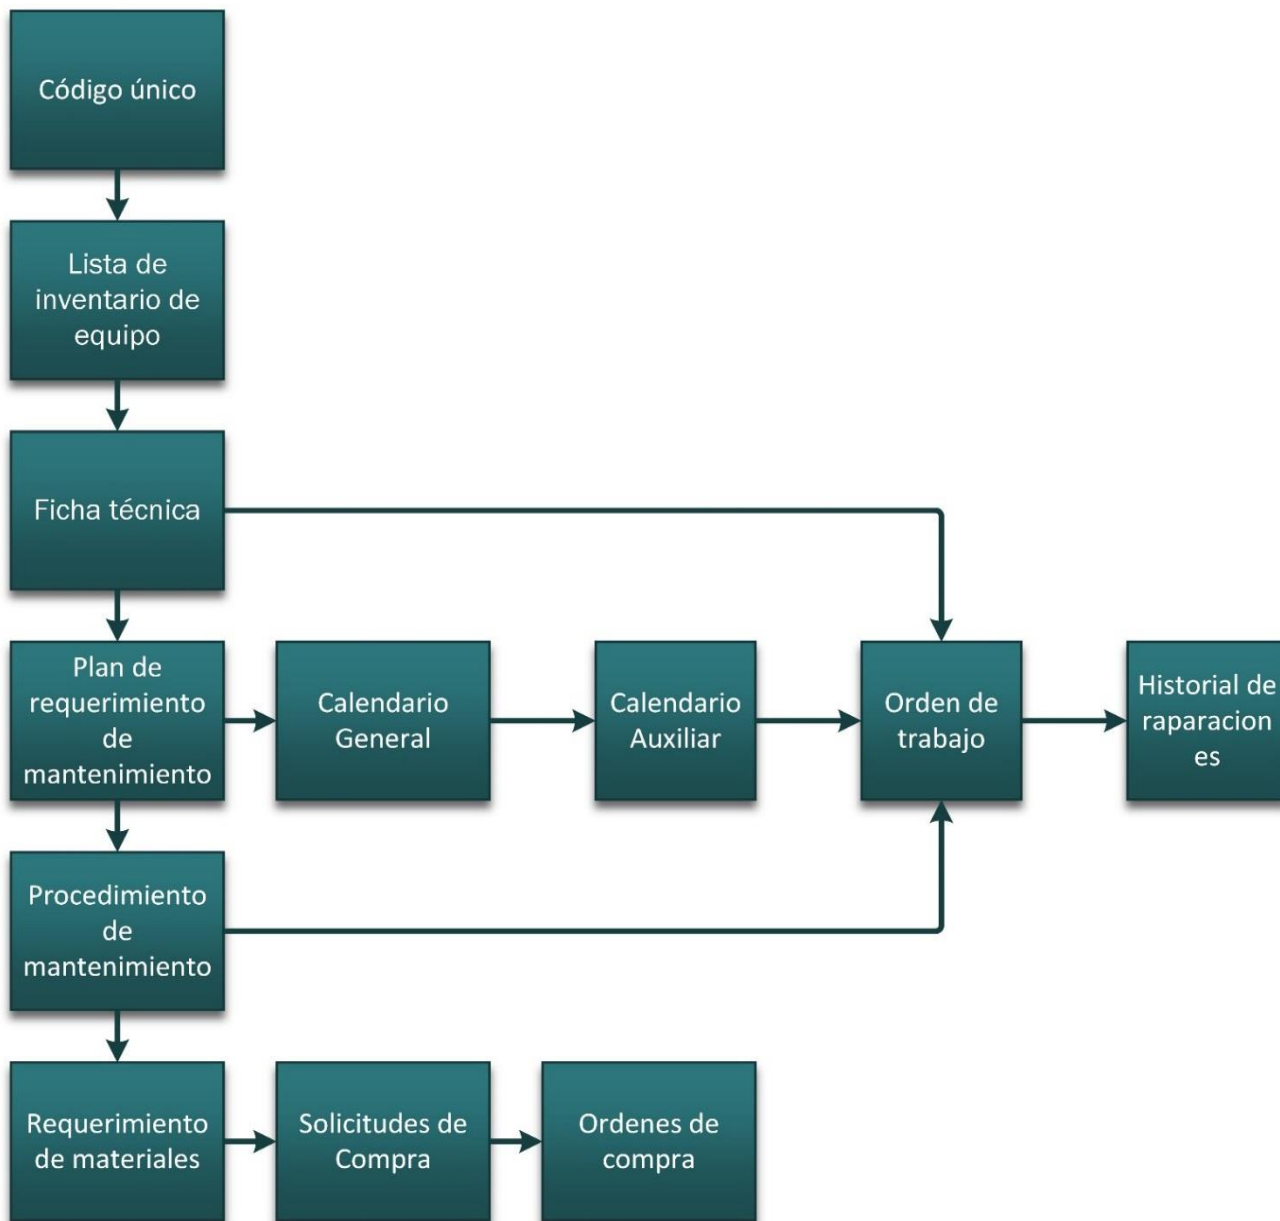 Código único
Lista de
inventario de
equipo
Ficha técnica
Plan de
requerimiento
de
mantenimiento
Calendario
General
Calendario
Auxiliar
Orden de
trabajo
Historial de
raparacion
es
Procedimiento
de
mantenimiento
Requerimiento
de materiales
Solicitudes de
Compra
Ordenes de
compra